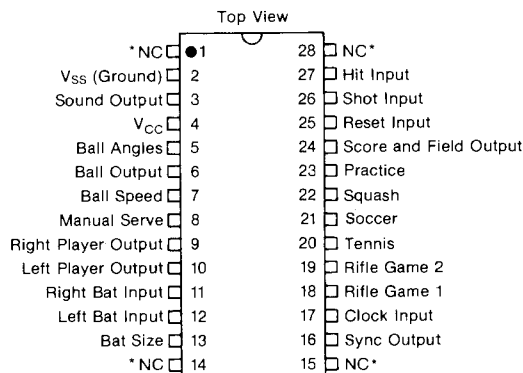 Top View
*NC 1 28 NC*
VSS (Ground) 2 27 Hit Input
Sound Output 3 26 Shot Input
VCC 4 25 Reset Input
Ball Angles 5 24 Score and Field Output
Ball Output 6 23 Practice
Ball Speed 7 22 Squash
Manual Serve 8 21 Soccer
Right Player Output 9 20 Tennis
Left Player Output 10 19 Rifle Game 2
Right Bat Input 11 18 Rifle Game 1
Left Bat Input 12 17 Clock Input
Bat Size 13 16 Sync Output
*NC 14 15 NC*